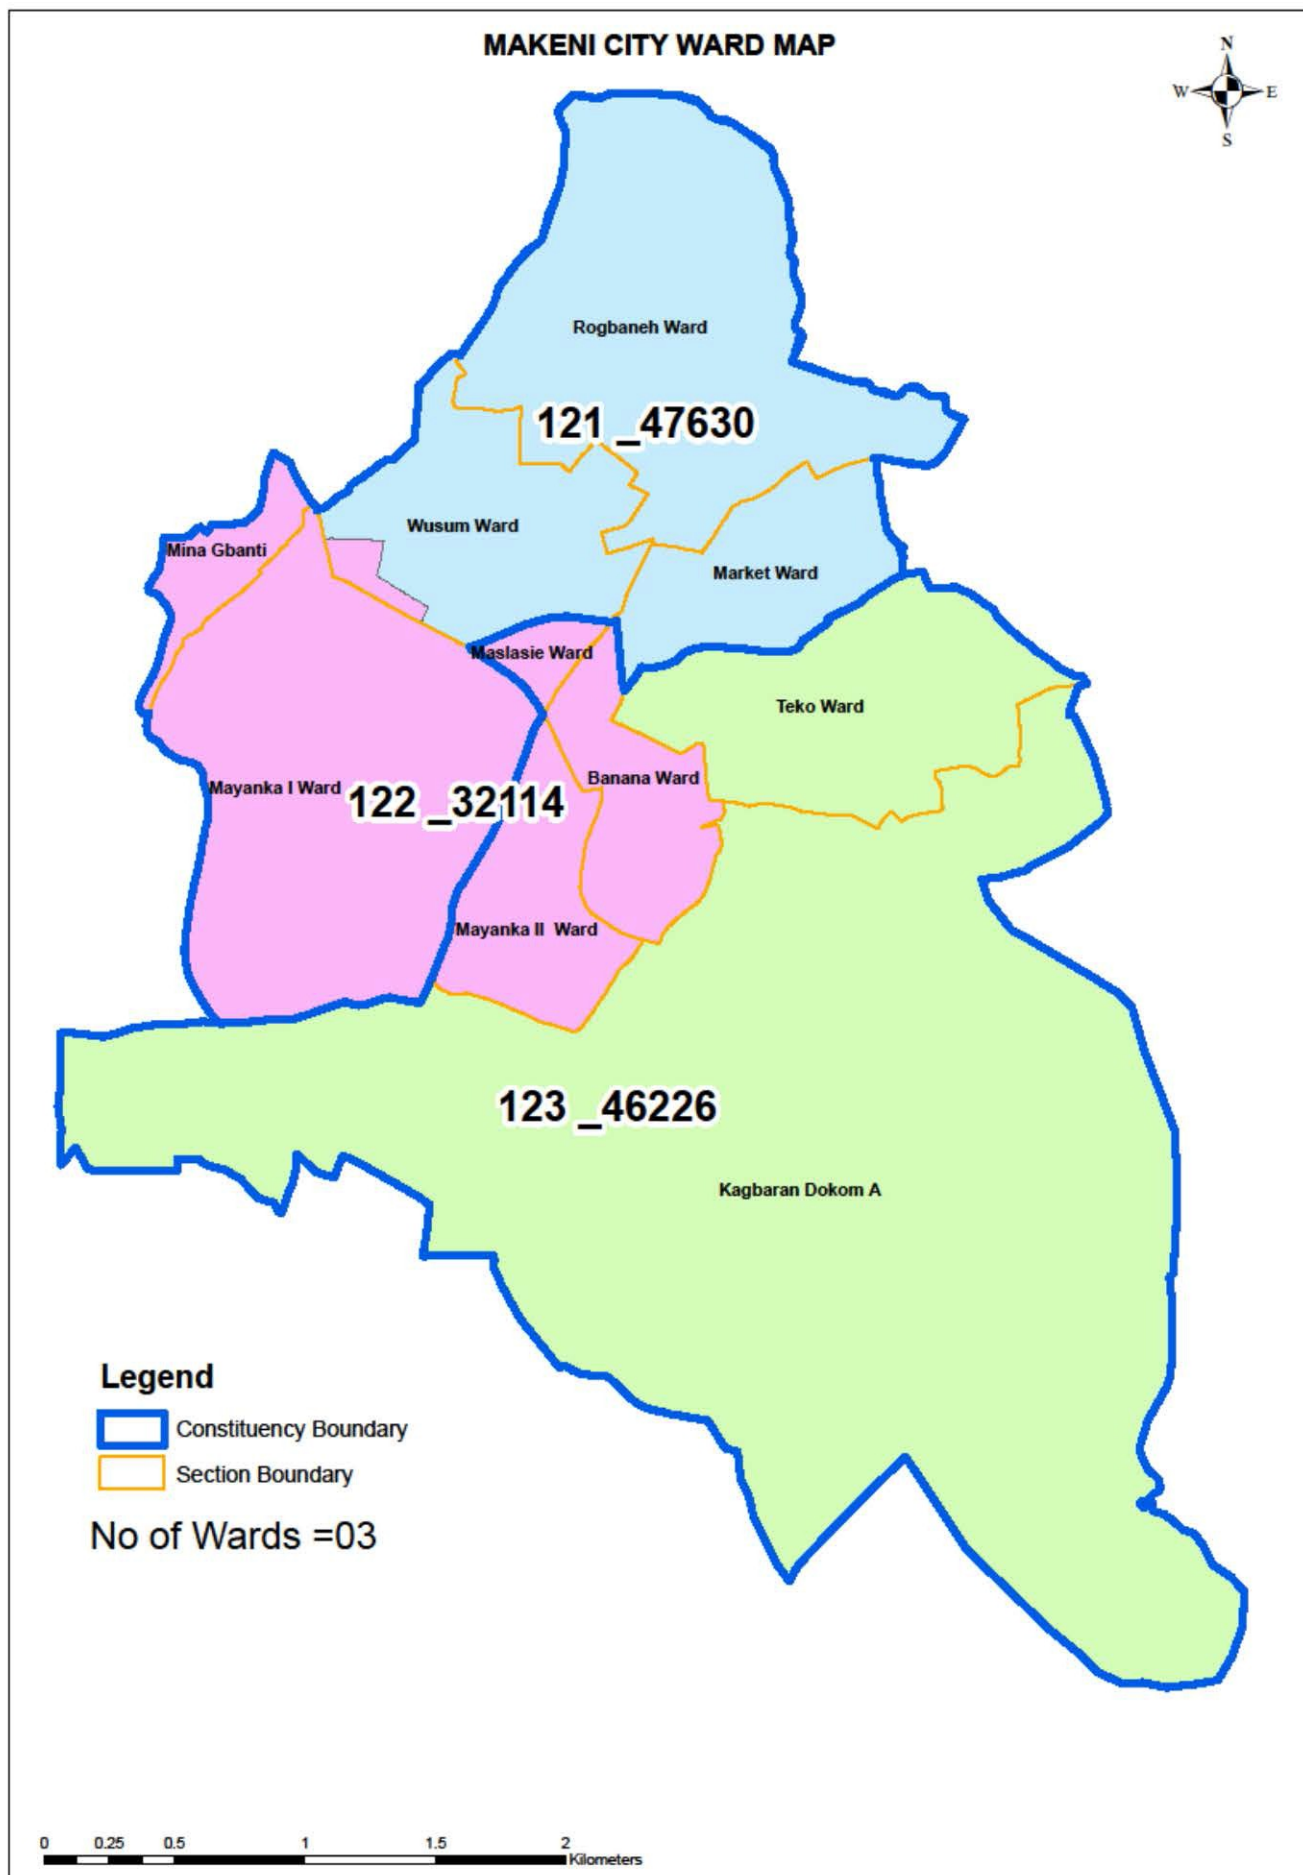 MAKENI CITY WARD MAP
N
W E
S
Rogbaneh Ward
121 _47630
Wusum Ward
Mina Gbanti
Market Ward
Maslasie Ward
Teko Ward
Banana Ward
Mayanka I Ward
122 _32114
Mayanka II Ward
123 _46226
Kagbaran Dokom A
Legend
Constituency Boundary
Section Boundary
No of Wards =03
0 0.25 0.5 1 1.5 2
Kilometers